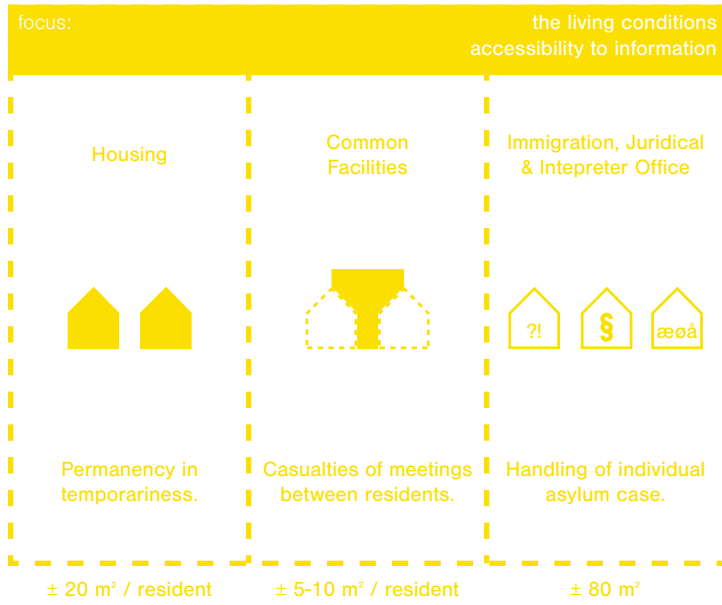 focus:
the living conditions
accessibility to information
Housing
Common
Facilities
Immigration, Juridical
& Intepreter Office
?!
§
æøå
Permanency in
temporariness.
Casualties of meetings
between residents.
Handling of individual
asylum case.
± 20 m² / resident
± 5-10 m² / resident
± 80 m²